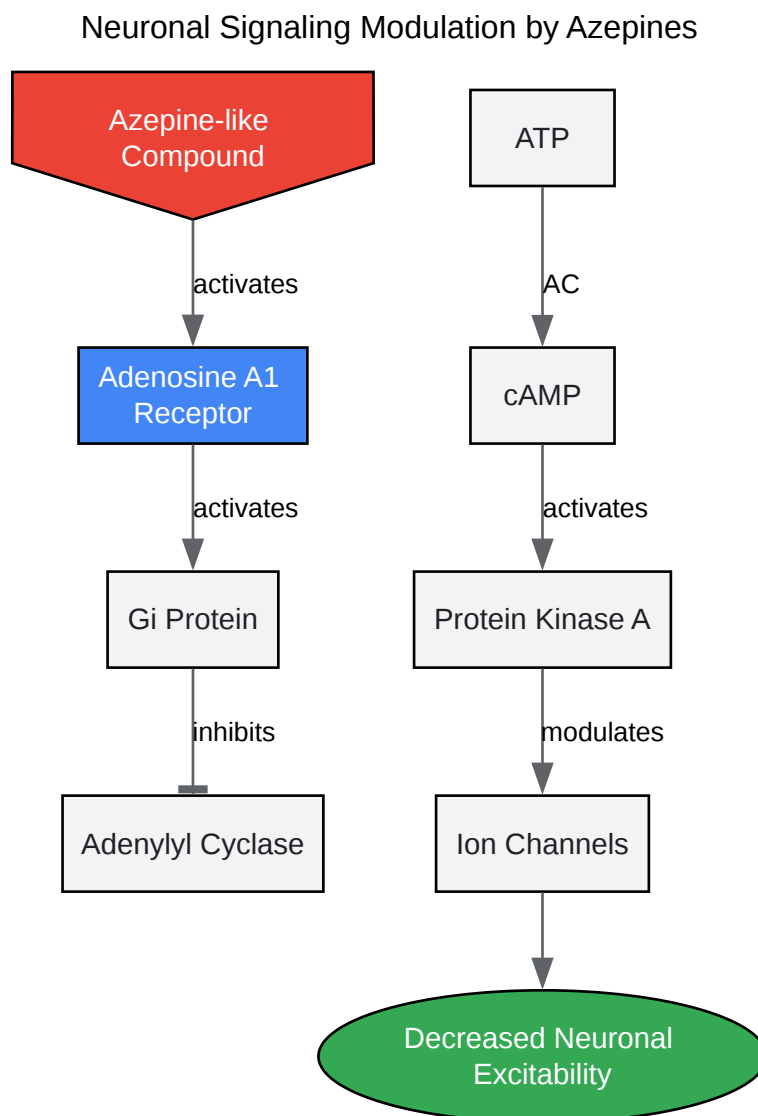 Neuronal Signaling Modulation by Azepines
Azepine-like
Compound
activates
Adenosine A1
Receptor
activates
Gi Protein
inhibits
Adenylyl Cyclase
ATP
AC
cAMP
activates
Protein Kinase A
modulates
Ion Channels
Decreased Neuronal
Excitability